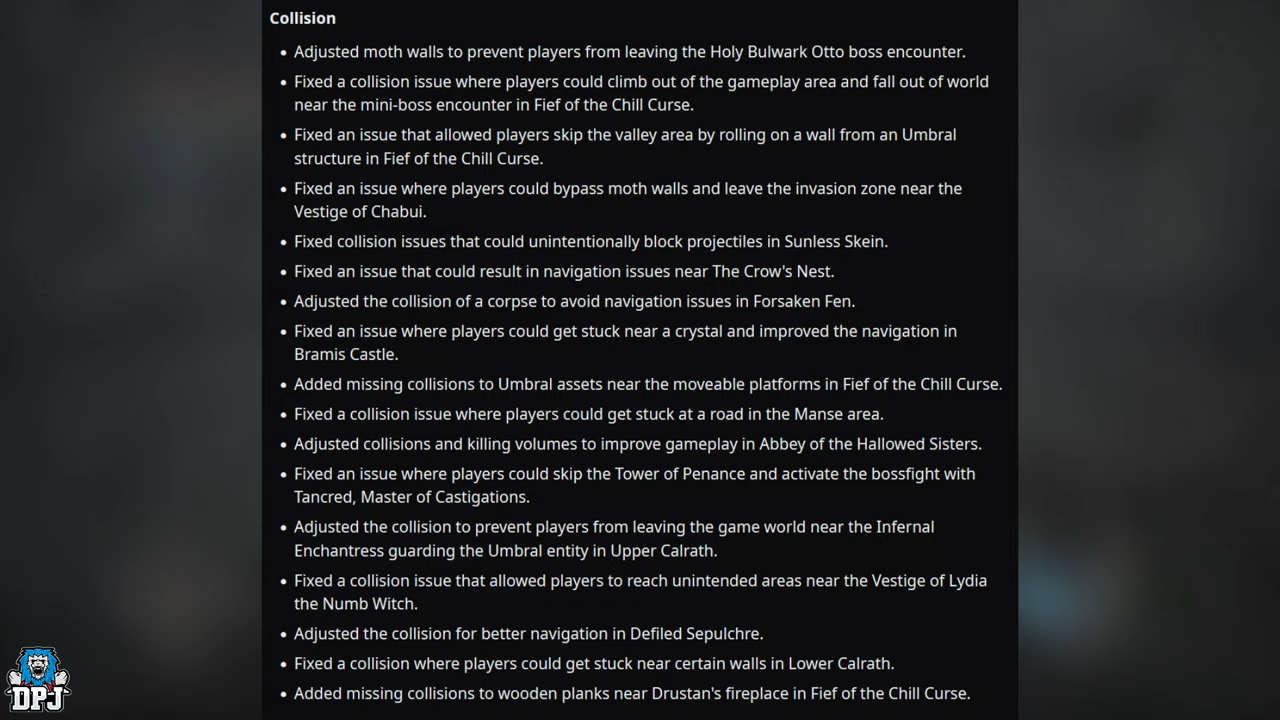 Collision
• Adjusted moth walls to prevent players from leaving the Holy Bulwark Otto boss encounter.
• Fixed a collision issue where players could climb out of the gameplay area and fall out of world
near the mini-boss encounter in Fief of the Chill Curse.
• Fixed an issue that allowed players skip the valley area by rolling on a wall from an Umbral
structure in Fief of the Chill Curse.
• Fixed an issue where players could bypass moth walls and leave the invasion zone near the
Vestige of Chabui.
• Fixed collision issues that could unintentionally block projectiles in Sunless Skein.
• Fixed an issue that could result in navigation issues near The Crow's Nest.
• Adjusted the collision of a corpse to avoid navigation issues in Forsaken Fen.
• Fixed an issue where players could get stuck near a crystal and improved the navigation in
Bramis Castle.
• Added missing collisions to Umbral assets near the moveable platforms in Fief of the Chill Curse.
• Fixed a collision issue where players could get stuck at a road in the Manse area.
• Adjusted collisions and killing volumes to improve gameplay in Abbey of the Hallowed Sisters.
• Fixed an issue where players could skip the Tower of Penance and activate the bossfight with
Tancred, Master of Castigations.
• Adjusted the collision to prevent players from leaving the game world near the Infernal
Enchantress guarding the Umbral entity in Upper Calrath.
• Fixed a collision issue that allowed players to reach unintended areas near the Vestige of Lydia
the Numb Witch.
• Adjusted the collision for better navigation in Defiled Sepulchre.
• Fixed a collision where players could get stuck near certain walls in Lower Calrath.
• Added missing collisions to wooden planks near Drustan's fireplace in Fief of the Chill Curse.
DPJ